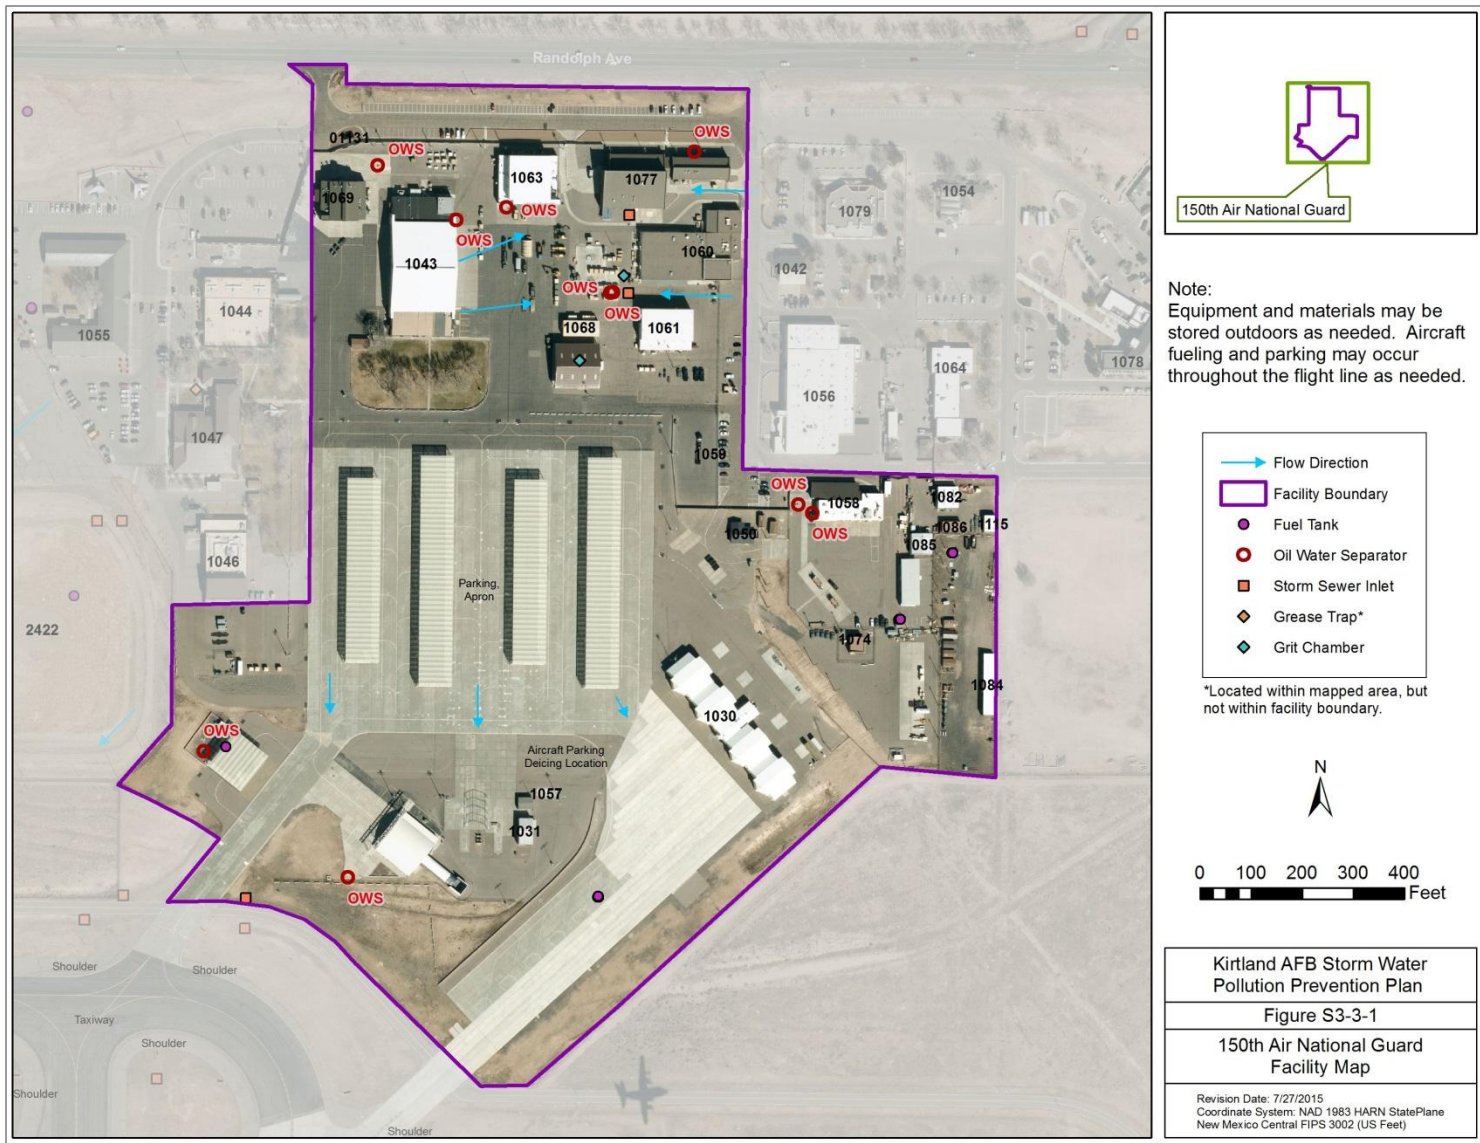 Randolph Ave
01131
OWS
OWS
1063
1077
1069
OWS
OWS
1043
1060
OWS
OWS
1068
1061
1079
1054
1042
1044
1055
1047
1046
2422
1056
1064
1078
1059
OWS
1058
OWS
1050
1082
1086
1115
1085
1074
1084
Parking,
Apron
1030
OWS
Aircraft Parking
Deicing Location
1057
1031
OWS
Shoulder
Shoulder
Taxiway
Shoulder
Shoulder
Shoulder
150th Air National Guard
Note:
Equipment and materials may be
stored outdoors as needed. Aircraft
fueling and parking may occur
throughout the flight line as needed.
Flow Direction
Facility Boundary
Fuel Tank
Oil Water Separator
Storm Sewer Inlet
Grease Trap*
Grit Chamber
*Located within mapped area, but
not within facility boundary.
N
0 100 200 300 400
Feet
Kirtland AFB Storm Water
Pollution Prevention Plan
Figure S3-3-1
150th Air National Guard
Facility Map
Revision Date: 7/27/2015
Coordinate System: NAD 1983 HARN StatePlane
New Mexico Central FIPS 3002 (US Feet)